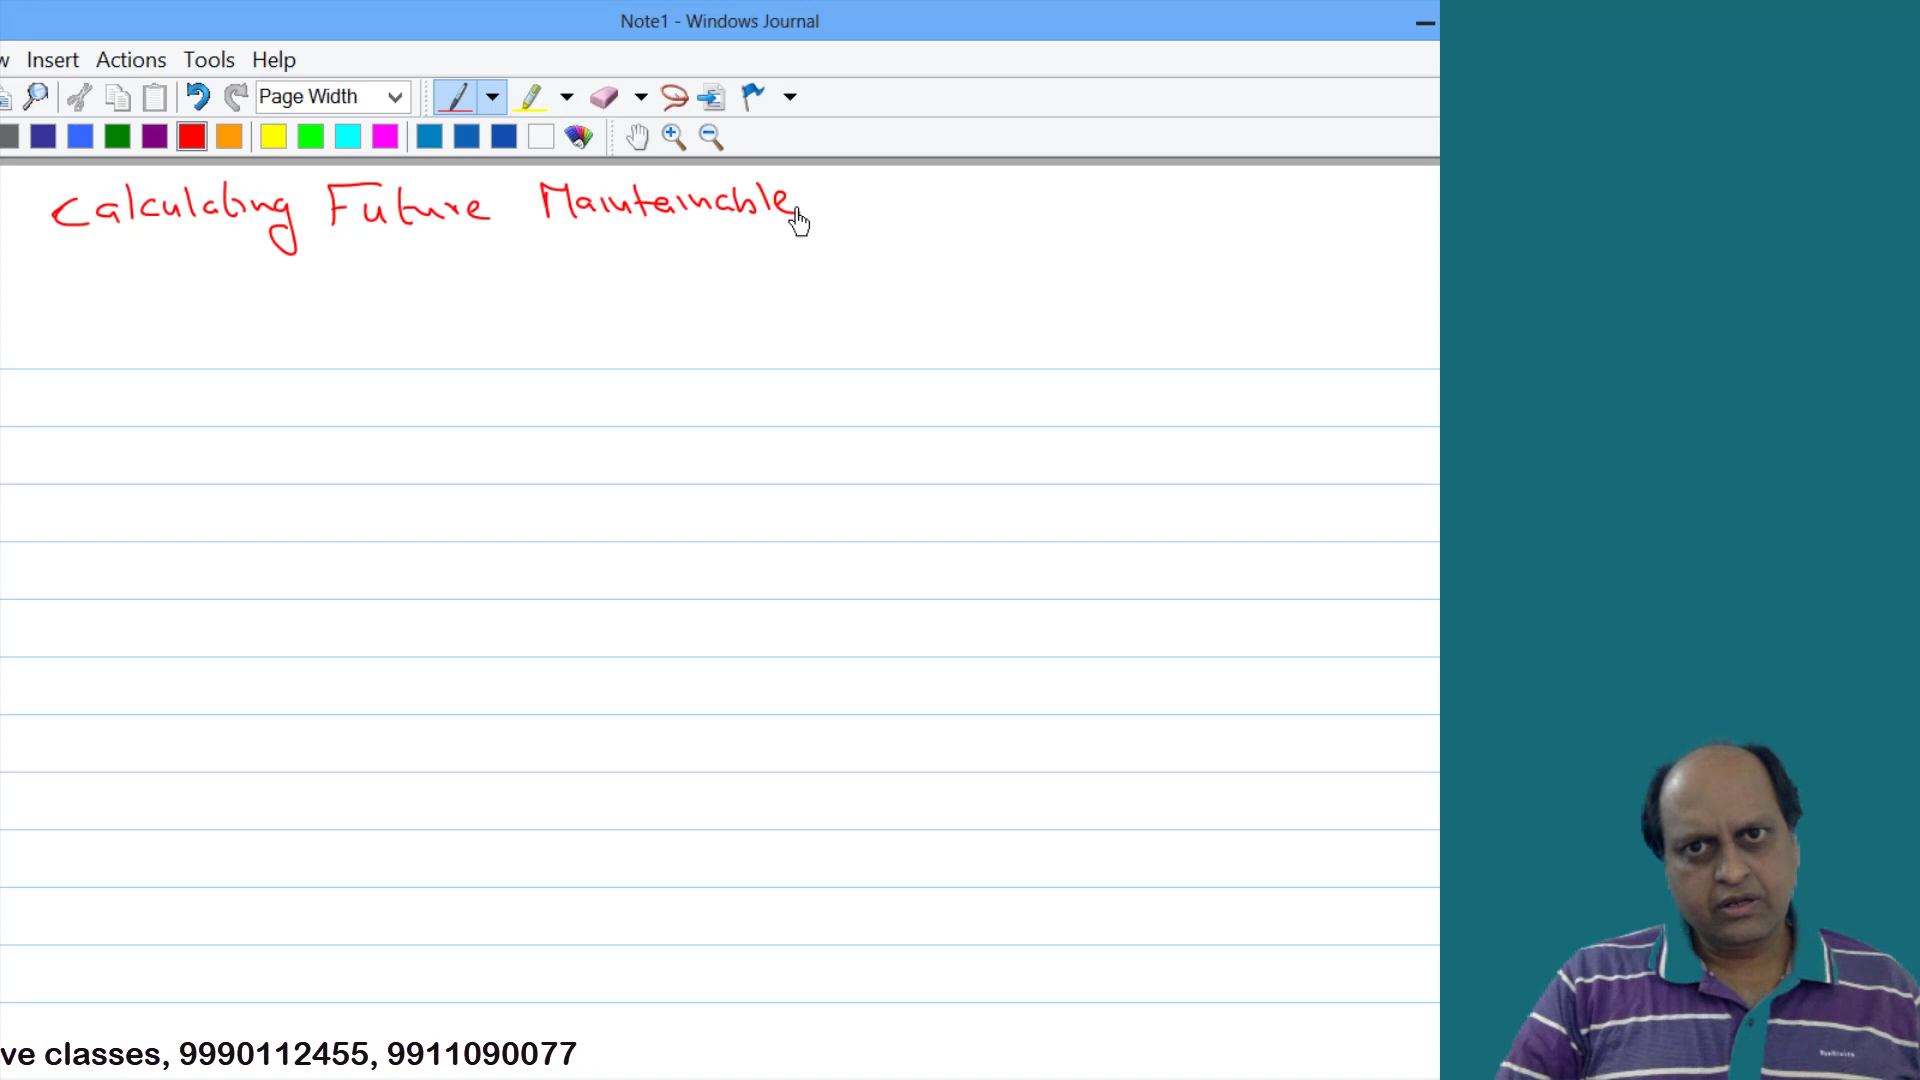 Note1 - Windows Journal
w Insert Actions Tools Help
Page Width
Calculating Future Maintainable
ve classes, 9990112455, 9911090077